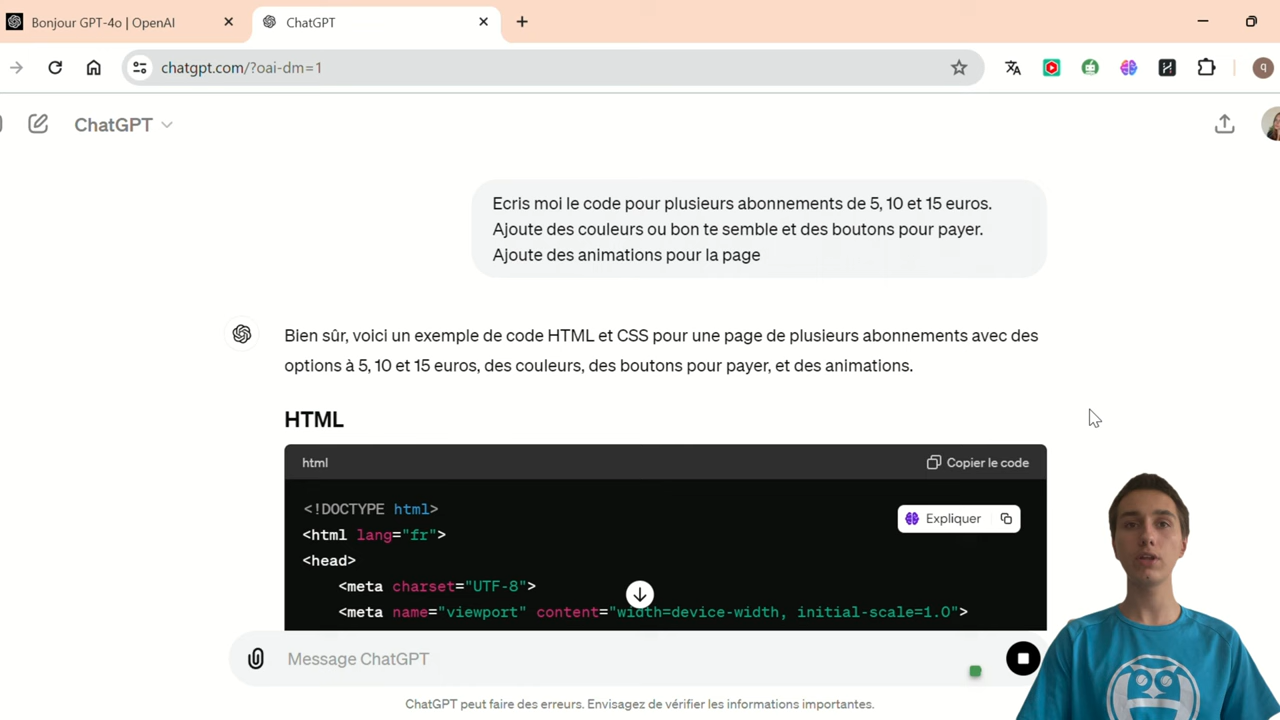 Bonjour GPT-4o | OpenAI
ChatGPT
chatgpt.com/?oai-dm=1
q
ChatGPT
Ecris moi le code pour plusieurs abonnements de 5, 10 et 15 euros.
Ajoute des couleurs ou bon te semble et des boutons pour payer.
Ajoute des animations pour la page
Bien sûr, voici un exemple de code HTML et CSS pour une page de plusieurs abonnements avec des
options à 5, 10 et 15 euros, des couleurs, des boutons pour payer, et des animations.
HTML
html
Copier le code
<!DOCTYPE html>
Expliquer
<html lang="fr">
<head>
<meta charset="UTF-8">
<meta name="viewport" content="width=device-width, initial-scale=1.0">
Message ChatGPT
ChatGPT peut faire des erreurs. Envisagez de vérifier les informations importantes.